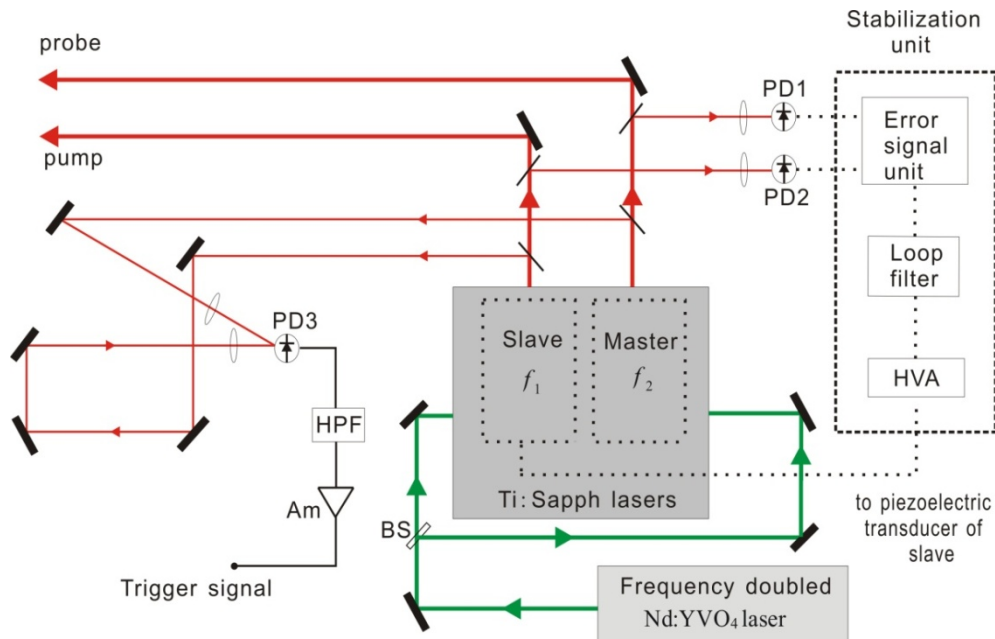 Stabilization
unit
probe
PD1
Error
signal
unit
pump
PD2
Loop
filter
PD3
Slave
f1
Master
f2
HVA
HPF
Ti: Sapph lasers
Am
BS
to piezoelectric
transducer of
slave
Trigger signal
Frequency doubled
Nd:YVO4 laser